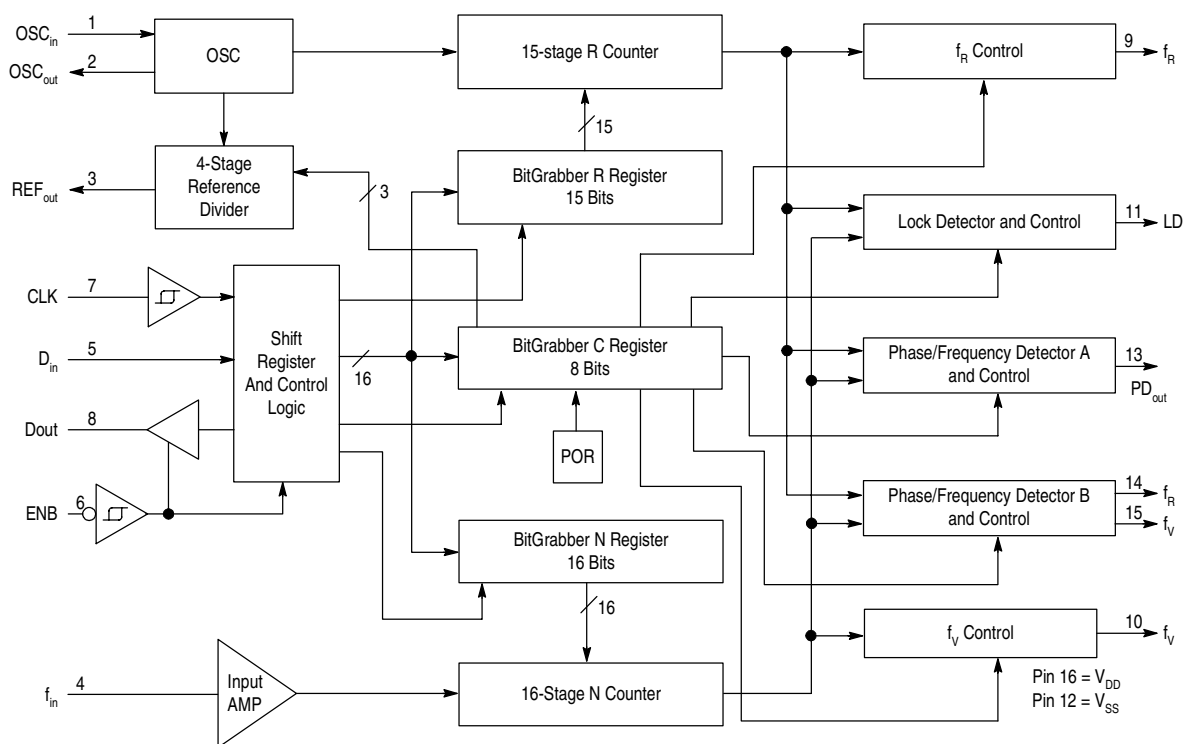 1
OSCin
2
OSCout
OSC
15-stage R Counter
fR Control
9
fR
15
3
REFout
4-Stage
Reference
Divider
3
BitGrabber R Register
15 Bits
Lock Detector and Control
11
LD
CLK
7
Din
5
Dout
8
ENB
6
Shift
Register
And Control
Logic
16
BitGrabber C Register
8 Bits
POR
Phase/Frequency Detector A
and Control
13
PDout
Phase/Frequency Detector B
and Control
14
fR
15
fV
BitGrabber N Register
16 Bits
16
fV Control
10
fV
fin
4
Input
AMP
16-Stage N Counter
Pin 16 = VDD
Pin 12 = VSS